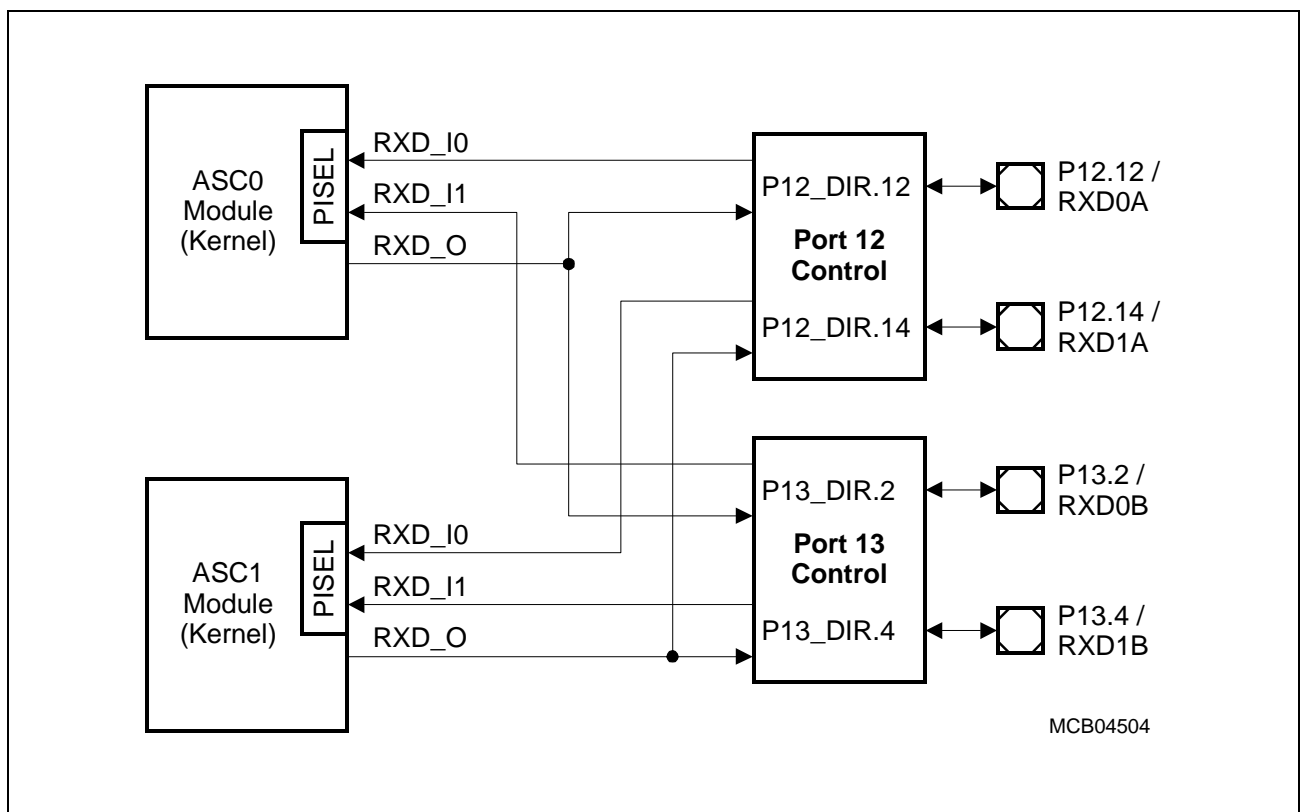 ASC0
Module
(Kernel)
PISEL
RXD_I0
RXD_I1
RXD_O
P12_DIR.12
Port 12
Control
P12_DIR.14
P12.12 /
RXD0A
P12.14 /
RXD1A
ASC1
Module
(Kernel)
PISEL
RXD_I0
RXD_I1
RXD_O
P13_DIR.2
Port 13
Control
P13_DIR.4
P13.2 /
RXD0B
P13.4 /
RXD1B
MCB04504